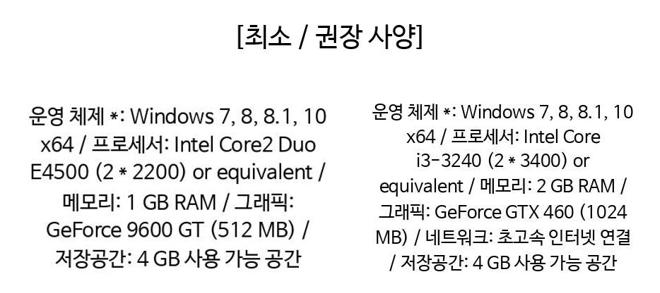 [최소 / 권장 사양]
운영 체제 *: Windows 7, 8, 8.1, 10
x64 / 프로세서: Intel Core2 Duo
E4500 (2 * 2200) or equivalent /
메모리: 1 GB RAM / 그래픽:
GeForce 9600 GT (512 MB) /
저장공간: 4 GB 사용 가능 공간
운영 체제 *: Windows 7, 8, 8.1, 10
x64 / 프로세서: Intel Core
i3-3240 (2 * 3400) or
equivalent / 메모리: 2 GB RAM /
그래픽: GeForce GTX 460 (1024
MB) / 네트워크: 초고속 인터넷 연결
/ 저장공간: 4 GB 사용 가능 공간